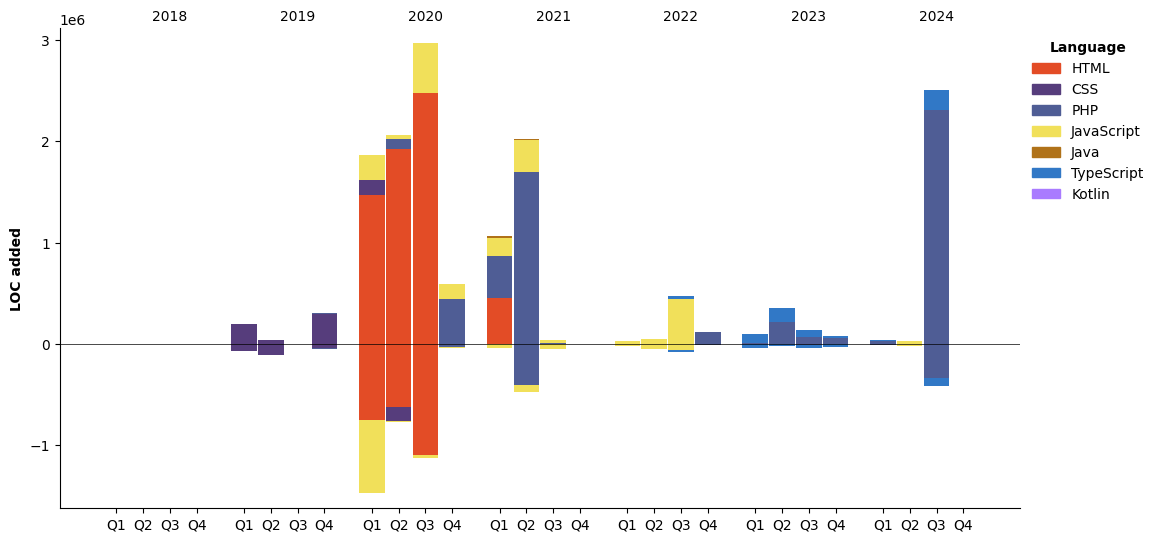 2018 2019 2020 2021 2022 2023 2024
1e6
3
2
1
0
−1
LOC added
Q1 Q2 Q3 Q4 Q1 Q2 Q3 Q4 Q1 Q2 Q3 Q4 Q1 Q2 Q3 Q4 Q1 Q2 Q3 Q4 Q1 Q2 Q3 Q4 Q1 Q2 Q3 Q4
Language
HTML
CSS
PHP
JavaScript
Java
TypeScript
Kotlin